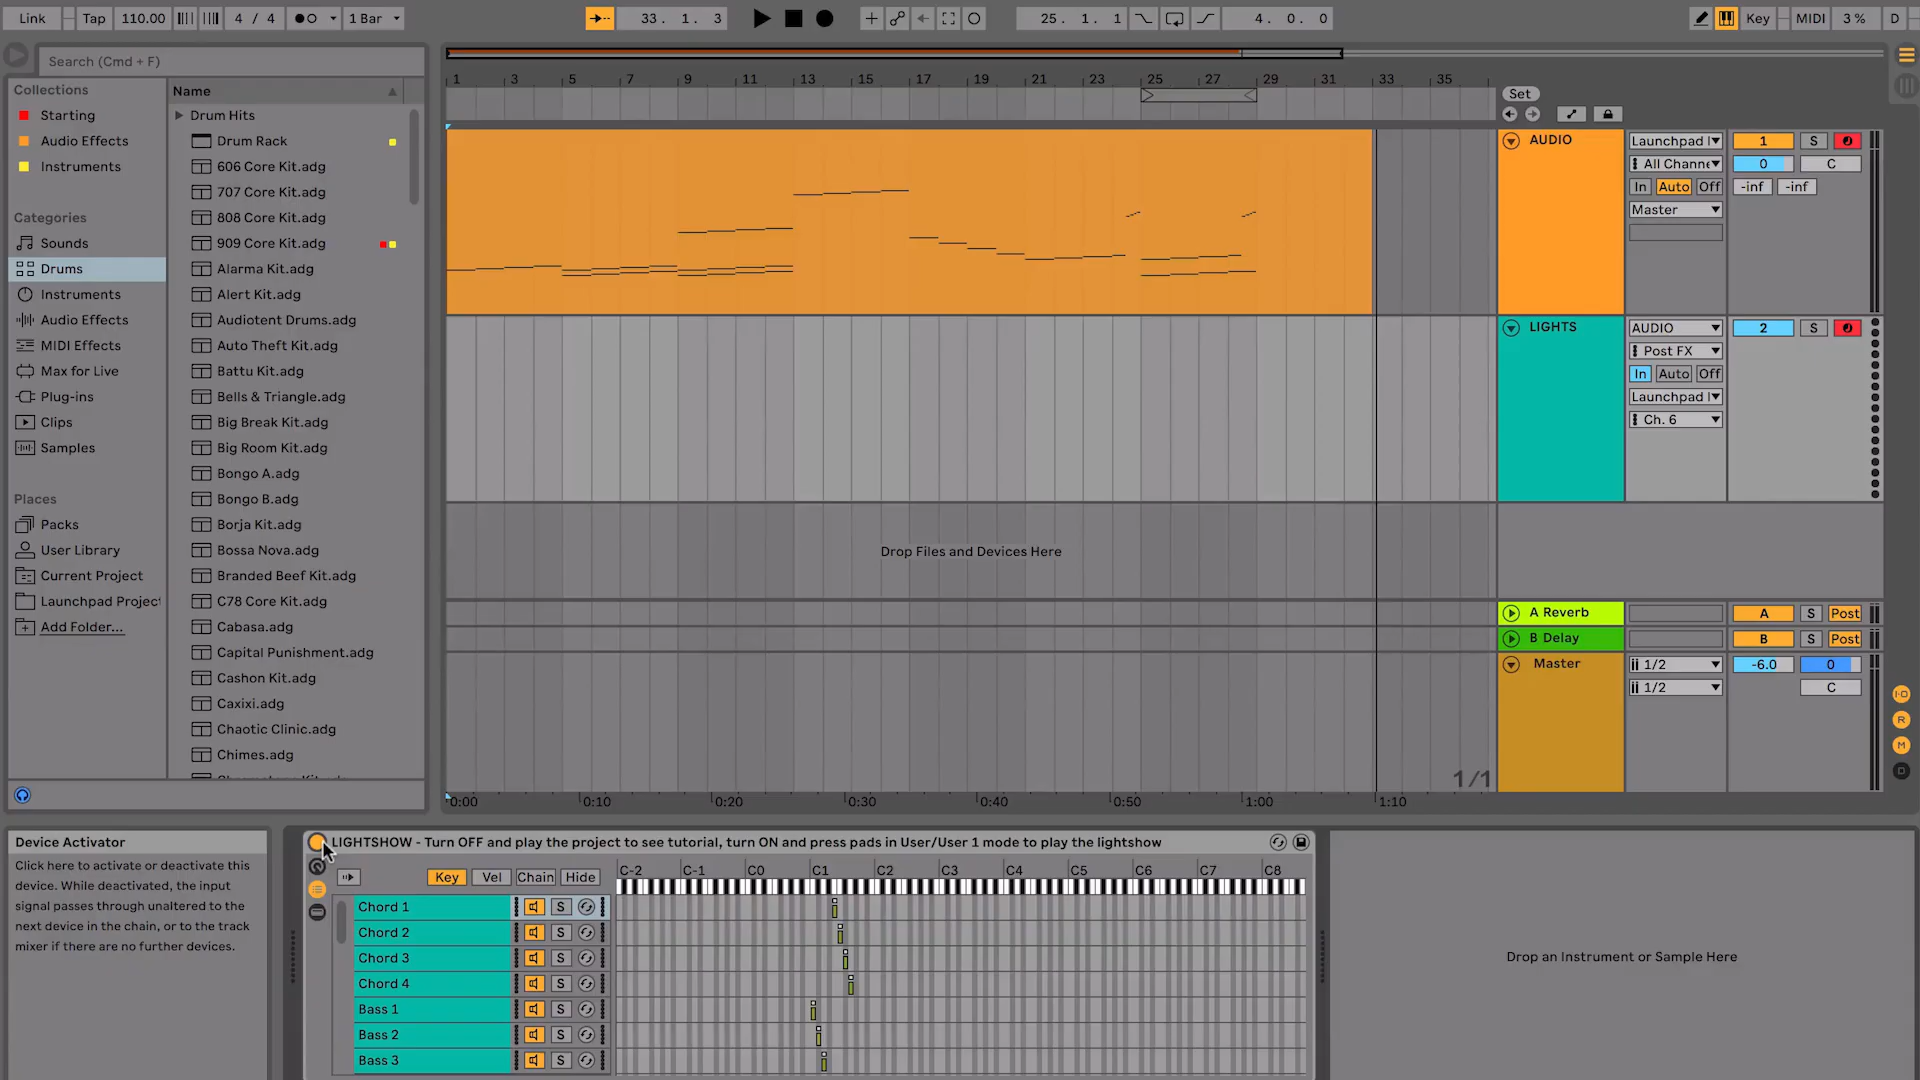 Link
Tap
110.00
4 / 4
1 Bar
33. 1. 3
25. 1. 1
4. 0. 0
Key
MIDI
3 %
D
Search (Cmd + F)
Collections
Starting
Audio Effects
Instruments
Categories
Sounds
Drums
Instruments
Audio Effects
MIDI Effects
Max for Live
Plug-ins
Clips
Samples
Places
Packs
User Library
Current Project
Launchpad Project
Add Folder...
Name
Drum Hits
Drum Rack
606 Core Kit.adg
707 Core Kit.adg
808 Core Kit.adg
909 Core Kit.adg
Alarma Kit.adg
Alert Kit.adg
Audiotent Drums.adg
Auto Theft Kit.adg
Battu Kit.adg
Bells & Triangle.adg
Big Break Kit.adg
Big Room Kit.adg
Bongo A.adg
Bongo B.adg
Borja Kit.adg
Bossa Nova.adg
Branded Beef Kit.adg
C78 Core Kit.adg
Cabasa.adg
Capital Punishment.adg
Cashon Kit.adg
Caxixi.adg
Chaotic Clinic.adg
Chimes.adg
1 3 5 7 9 11 13 15 17 19 21 23 25 27 29 31 33 35
Set
AUDIO
Launchpad
1
S
All Channe
0
C
In Auto Off
-inf -inf
Master
LIGHTS
AUDIO
2
S
Post FX
In Auto Off
Launchpad
Ch. 6
Drop Files and Devices Here
A Reverb
A
S
Post
B Delay
B
S
Post
Master
1/2
-6.0
0
1/2
C
1/1
I·O
R
M
D
0:00 0:10 0:20 0:30 0:40 0:50 1:00 1:10
Device Activator
Click here to activate or deactivate this
device. While deactivated, the input
signal passes through unaltered to the
next device in the chain, or to the track
mixer if there are no further devices.
LIGHTSHOW - Turn OFF and play the project to see tutorial, turn ON and press pads in User/User 1 mode to play the lightshow
Key Vel Chain Hide
C-2 C-1 C0 C1 C2 C3 C4 C5 C6 C7 C8
Chord 1 S
Chord 2 S
Chord 3 S
Chord 4 S
Bass 1 S
Bass 2 S
Bass 3 S
Drop an Instrument or Sample Here